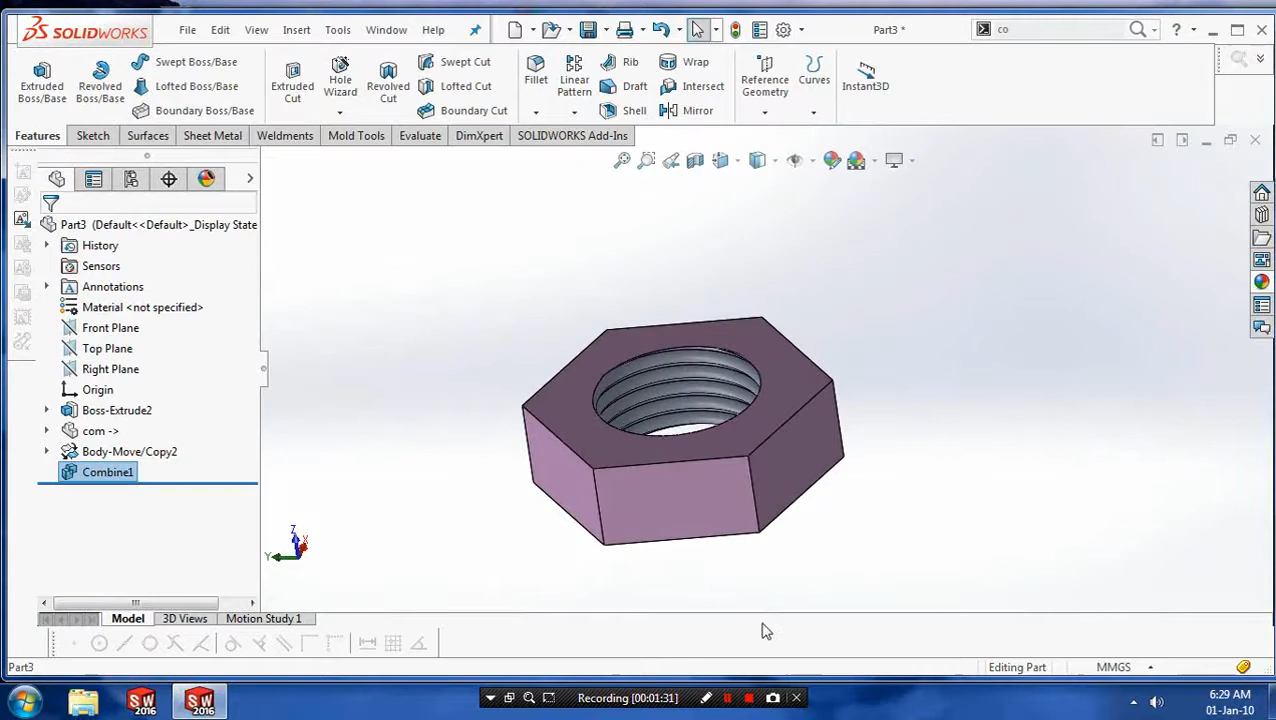 SOLIDWORKS File Edit View Insert Tools Window Help Part3 * co ?
Extruded Boss/Base Revolved Boss/Base Swept Boss/Base Lofted Boss/Base Boundary Boss/Base Extruded Cut Hole Wizard Revolved Cut Swept Cut Lofted Cut Boundary Cut Fillet Linear Pattern Rib Draft Shell Wrap Intersect Mirror Reference Geometry Curves Instant3D
Features Sketch Surfaces Sheet Metal Weldments Mold Tools Evaluate DimXpert SOLIDWORKS Add-Ins
Part3 (Default<<Default>_Display State
History
Sensors
Annotations
Material <not specified>
Front Plane
Top Plane
Right Plane
Origin
Boss-Extrude2
com ->
Body-Move/Copy2
Combine1
Z
X
Y
Model 3D Views Motion Study 1
Part3 Editing Part MMGS
SW 2016 SW 2016 Recording [00:01:31] 6:29 AM
01-Jan-10